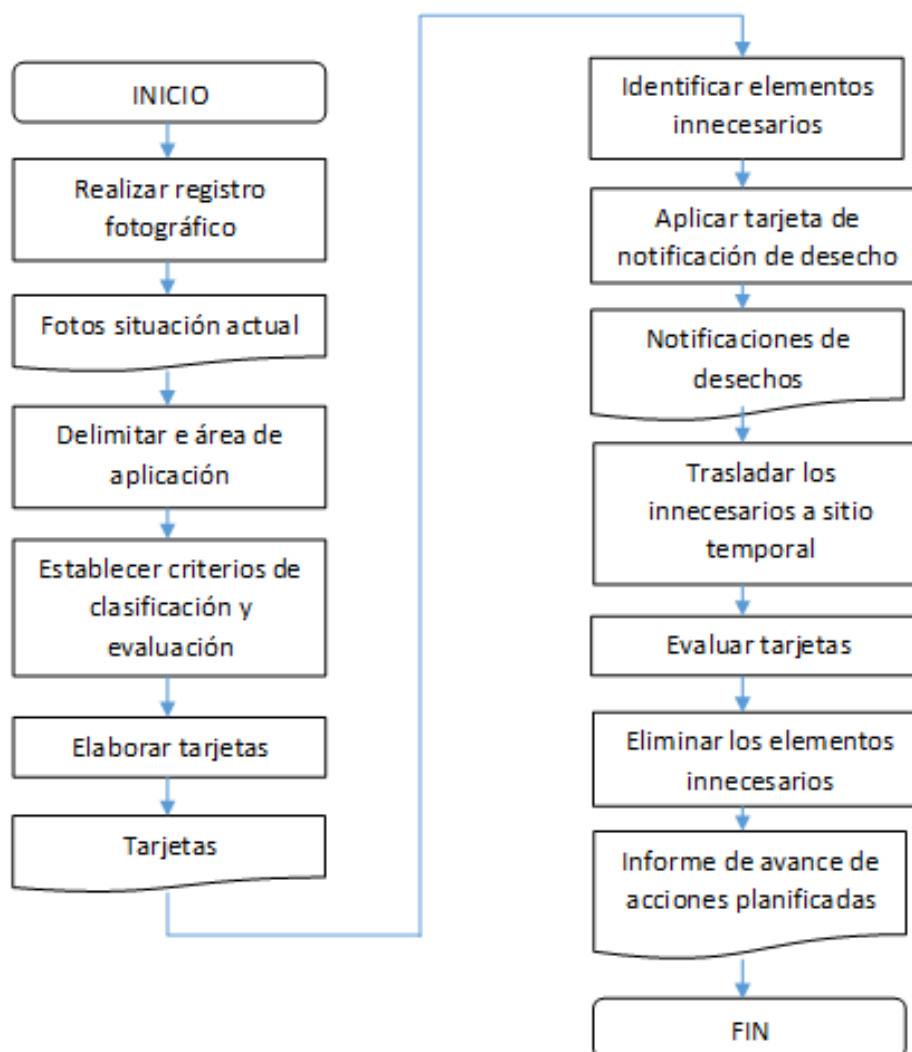 INICIO
Realizar registro
fotográfico
Fotos situación actual
Delimitar e área de
aplicación
Establecer criterios de
clasificación y
evaluación
Elaborar tarjetas
Tarjetas
Identificar elementos
innecesarios
Aplicar tarjeta de
notificación de desecho
Notificaciones de
desechos
Trasladar los
innecesarios a sitio
temporal
Evaluar tarjetas
Eliminar los elementos
innecesarios
Informe de avance de
acciones planificadas
FIN